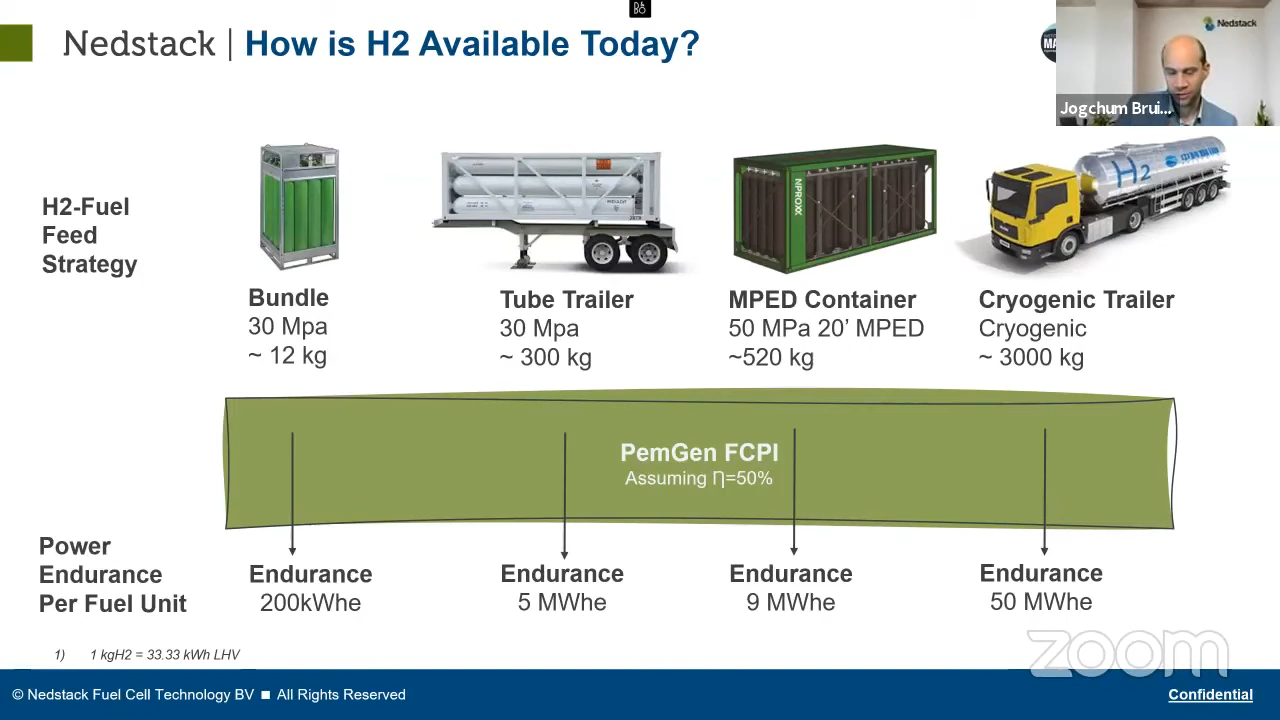 Nedstack | How is H2 Available Today?
Nedstack
MA
Jogchum Brui...
H2-Fuel
Feed
Strategy
NPROXX
H2
Bundle
30 Mpa
~ 12 kg
Tube Trailer
30 Mpa
~ 300 kg
MPED Container
50 MPa 20’ MPED
~520 kg
Cryogenic Trailer
Cryogenic
~ 3000 kg
PemGen FCPI
Assuming Ƞ=50%
Power
Endurance
Per Fuel Unit
Endurance
200kWhe
Endurance
5 MWhe
Endurance
9 MWhe
Endurance
50 MWhe
1) 1 kgH2 = 33.33 kWh LHV
zoom
© Nedstack Fuel Cell Technology BV ■ All Rights Reserved
Confidential